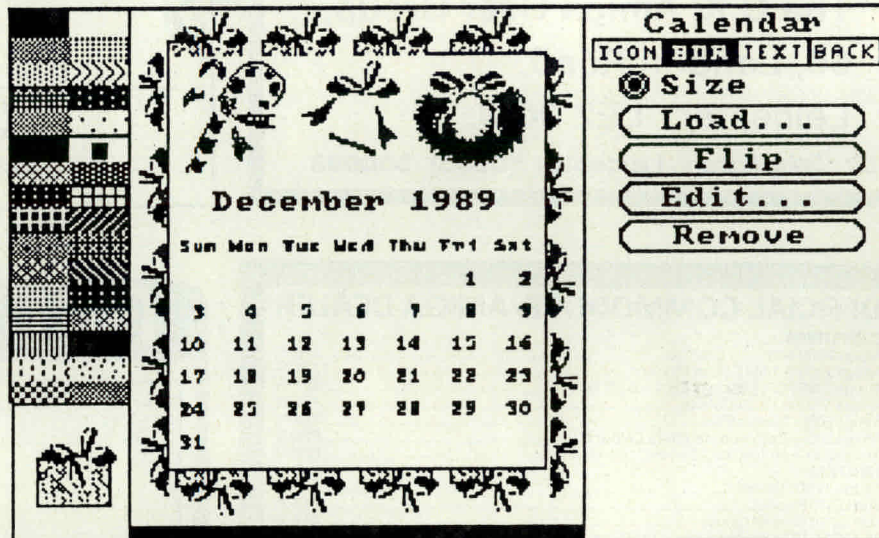 Calendar
ICON BDR TEXT BACK
Size
Load...
Flip
Edit...
Remove
December 1989
Sun Mon Tue Wed Thu Fri Sat
1 2
3 4 5 6 7 8 9
10 11 12 13 14 15 16
17 18 19 20 21 22 23
24 25 26 27 28 29 30
31